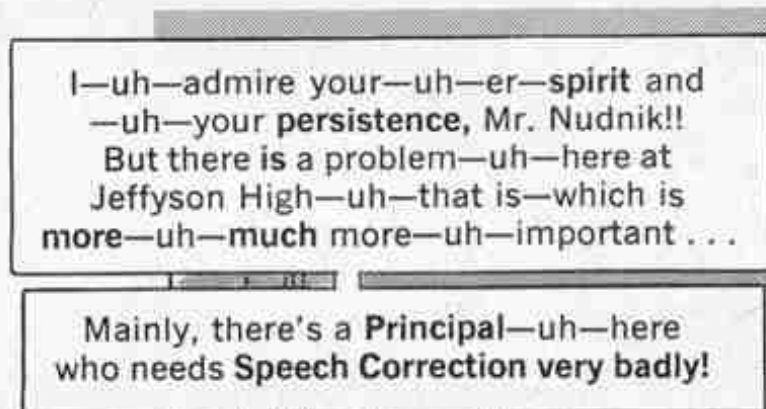 I—uh—admire your—uh—er—spirit and
—uh—your persistence, Mr. Nudnik!!
But there is a problem—uh—here at
Jeffyson High—uh—that is—which is
more—uh—much more—uh—important . . .
Mainly, there's a Principal—uh—here
who needs Speech Correction very badly!